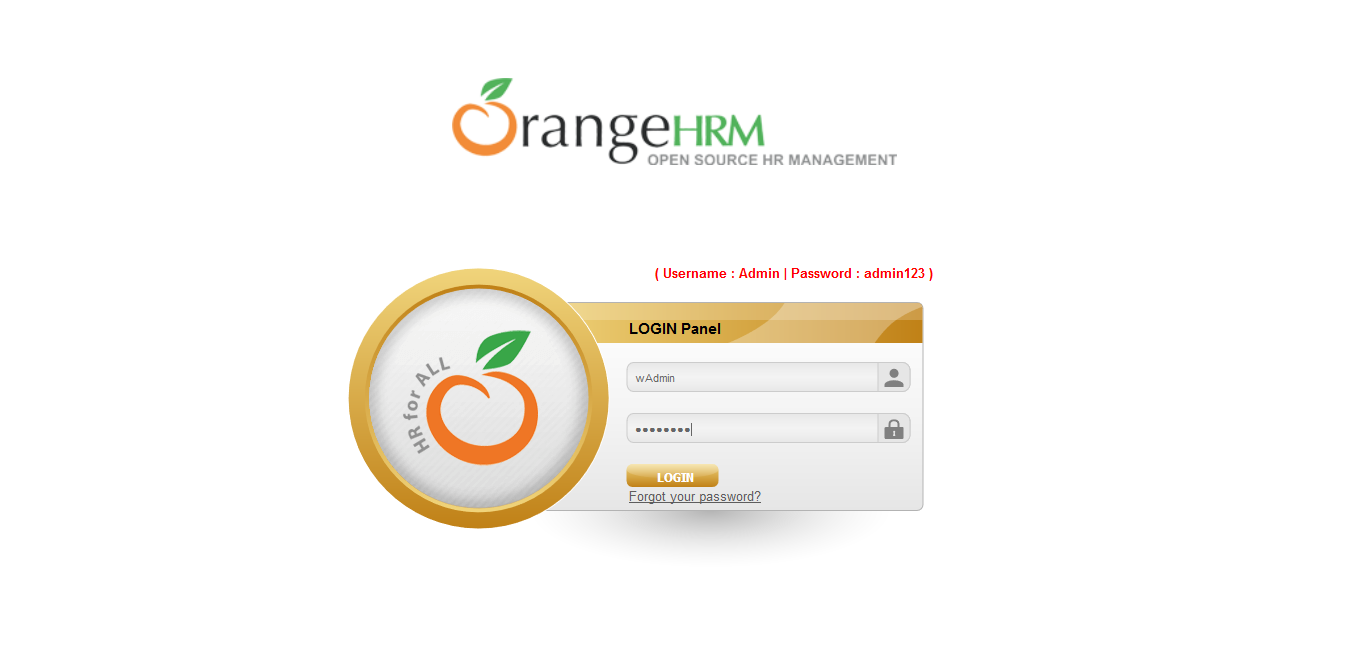 OrangeHRM
OPEN SOURCE HR MANAGEMENT
( Username : Admin | Password : admin123 )
LOGIN Panel
HR for ALL
wAdmin
••••••••
LOGIN
Forgot your password?